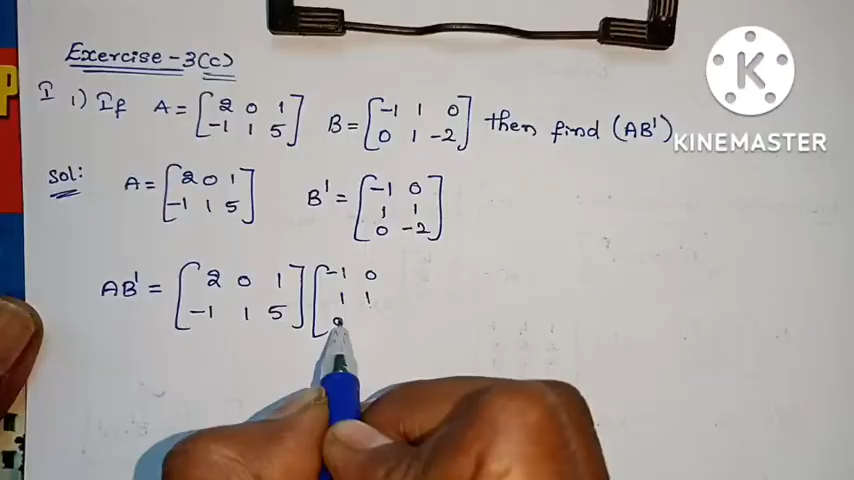 Exercise-3(c)
I 1) If A = [2 0 1 B = [-1 1 0 then find (AB')
-1 1 5] 0 1 -2]
Sol: A = [2 0 1 B' = [-1 0
-1 1 5] 1 1
0 -2]
AB' = [2 0 1 [-1 0
-1 1 5] 1 1
0
K
KINEMASTER
P